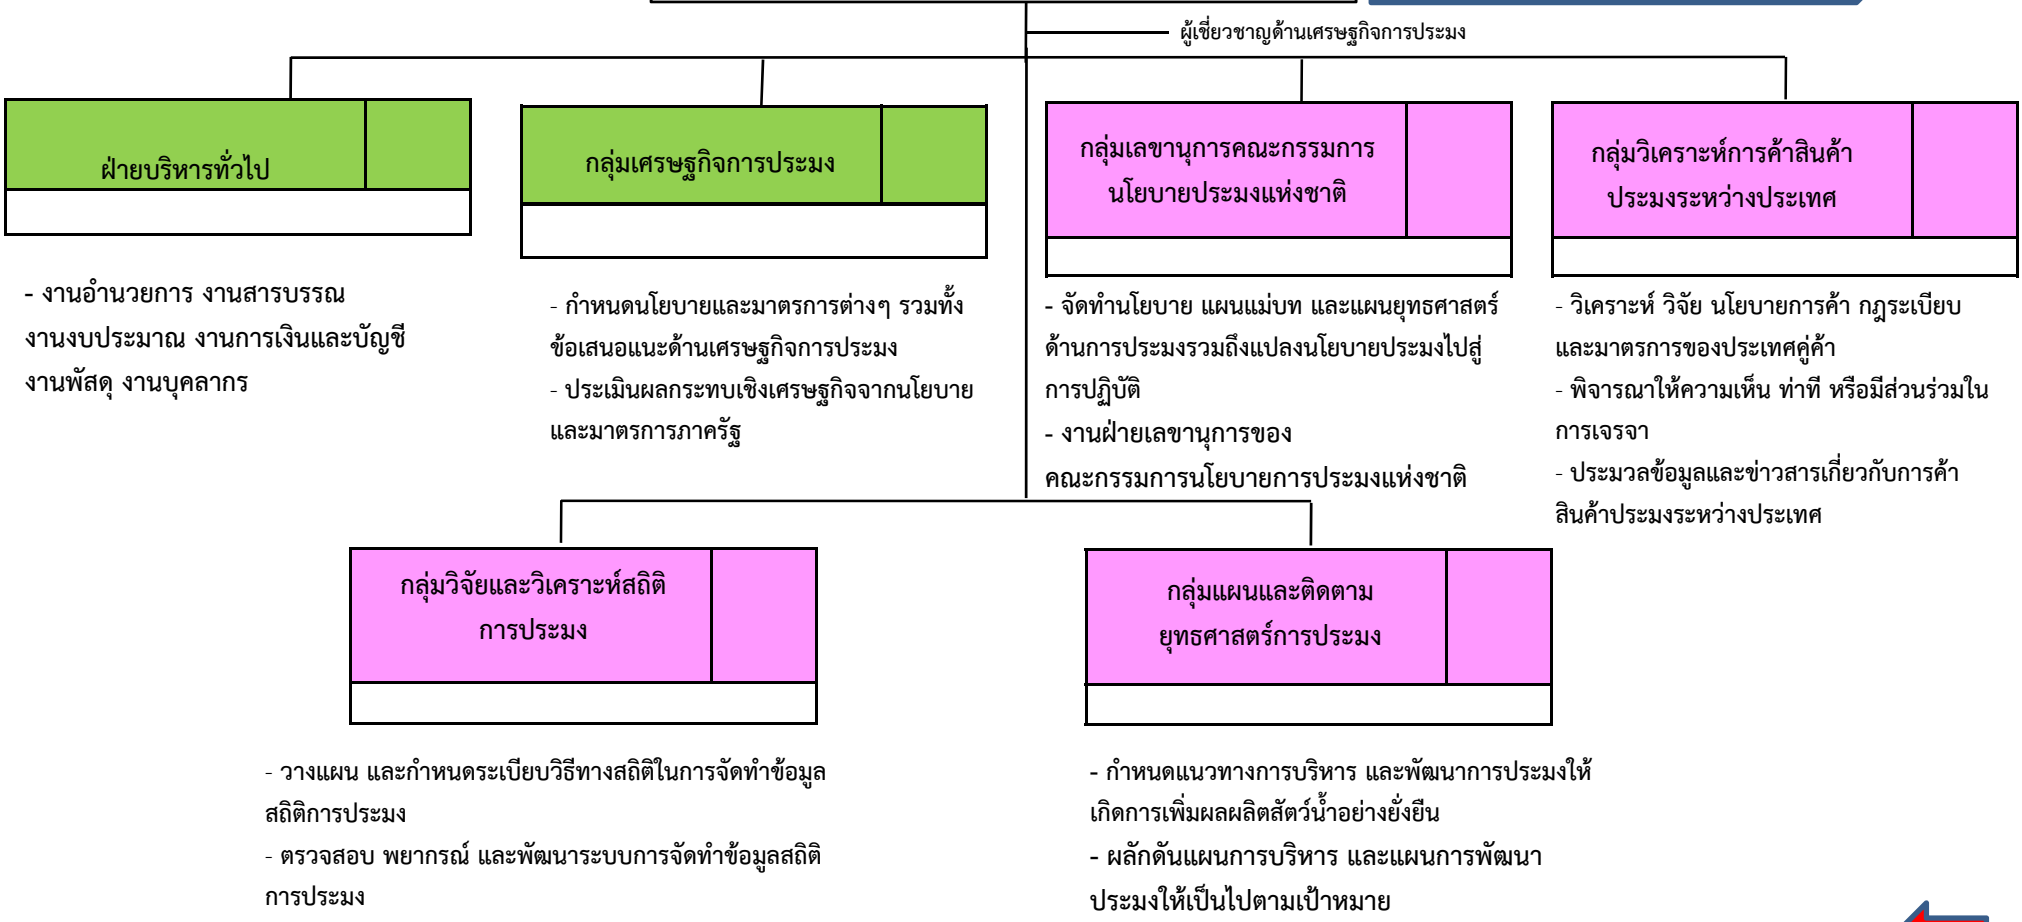 ผู้เชี่ยวชาญด้านเศรษฐกิจการประมง
ฝ่ายบริหารทั่วไป
- งานอำนวยการ งานสารบรรณ
งานงบประมาณ งานการเงินและบัญชี
งานพัสดุ งานบุคลากร
กลุ่มเศรษฐกิจการประมง
- กำหนดนโยบายและมาตรการต่างๆ รวมทั้ง
ข้อเสนอแนะด้านเศรษฐกิจการประมง
- ประเมินผลกระทบเชิงเศรษฐกิจจากนโยบาย
และมาตรการภาครัฐ
กลุ่มเลขานุการคณะกรรมการ
นโยบายประมงแห่งชาติ
- จัดทำนโยบาย แผนแม่บท และแผนยุทธศาสตร์
ด้านการประมงรวมถึงแปลงนโยบายประมงไปสู่
การปฏิบัติ
- งานฝ่ายเลขานุการของ
คณะกรรมการนโยบายการประมงแห่งชาติ
กลุ่มวิเคราะห์การค้าสินค้า
ประมงระหว่างประเทศ
- วิเคราะห์ วิจัย นโยบายการค้า กฎระเบียบ
และมาตรการของประเทศคู่ค้า
- พิจารณาให้ความเห็น ท่าที หรือมีส่วนร่วมใน
การเจรจา
- ประมวลข้อมูลและข่าวสารเกี่ยวกับการค้า
สินค้าประมงระหว่างประเทศ
กลุ่มวิจัยและวิเคราะห์สถิติ
การประมง
- วางแผน และกำหนดระเบียบวิธีทางสถิติในการจัดทำข้อมูล
สถิติการประมง
- ตรวจสอบ พยากรณ์ และพัฒนาระบบการจัดทำข้อมูลสถิติ
การประมง
กลุ่มแผนและติดตาม
ยุทธศาสตร์การประมง
- กำหนดแนวทางการบริหาร และพัฒนาการประมงให้
เกิดการเพิ่มผลผลิตสัตว์น้ำอย่างยั่งยืน
- ผลักดันแผนการบริหาร และแผนการพัฒนา
ประมงให้เป็นไปตามเป้าหมาย